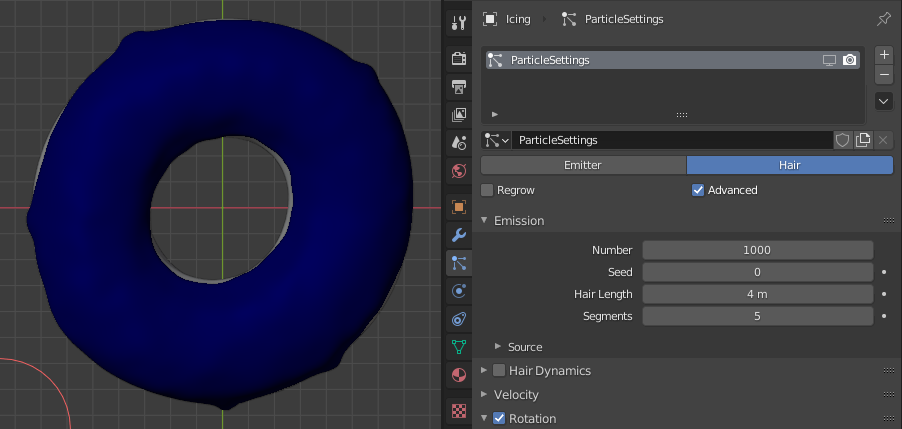 Icing ParticleSettings
ParticleSettings
ParticleSettings
Emitter Hair
Regrow Advanced
Emission
Number 1000
Seed 0
Hair Length 4 m
Segments 5
Source
Hair Dynamics
Velocity
Rotation